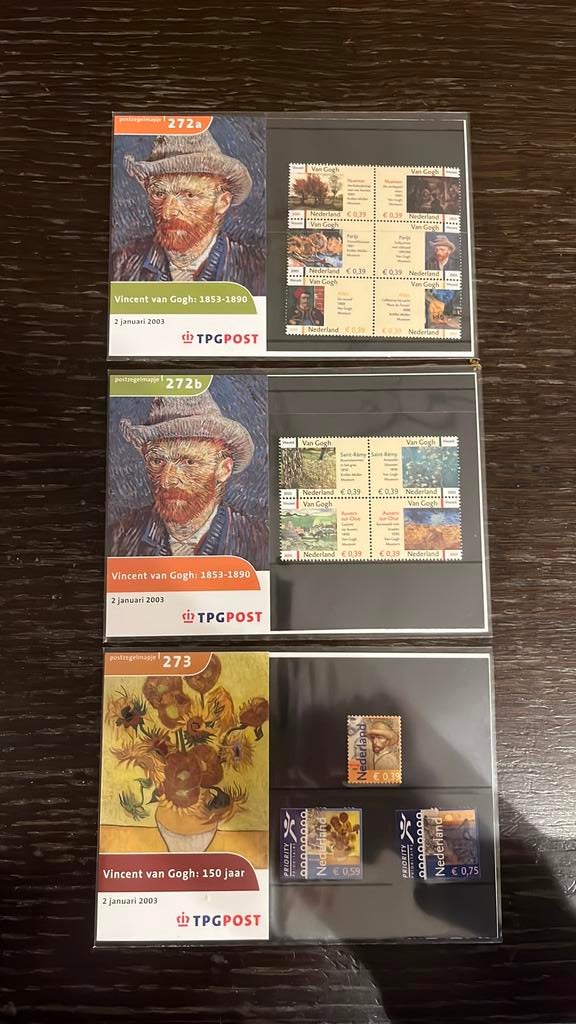 postzegelmapje 272a
Vincent van Gogh: 1853-1890
2 januari 2003
TPGPOST
Van Gogh
Van Gogh
Nuenen
Nuenen
Nederland € 0,39
€ 0,39 Nederland
Van Gogh
Van Gogh
Parijs
Parijs
Nederland € 0,39
€ 0,39 Nederland
Van Gogh
Van Gogh
Arles
Arles
Nederland € 0,39
€ 0,39 Nederland
postzegelmapje 272b
Vincent van Gogh: 1853-1890
2 januari 2003
TPGPOST
Van Gogh
Van Gogh
Saint-Rémy
Saint-Rémy
Nederland € 0,39
€ 0,39 Nederland
Van Gogh
Van Gogh
Auvers-
sur-Oise
Auvers-
sur-Oise
Nederland € 0,39
€ 0,39 Nederland
postzegelmapje 273
Vincent van Gogh: 150 jaar
2 januari 2003
TPGPOST
Nederland
€ 0,39
PRIORITY
Nederland
€ 0,59
PRIORITY
Nederland
€ 0,75